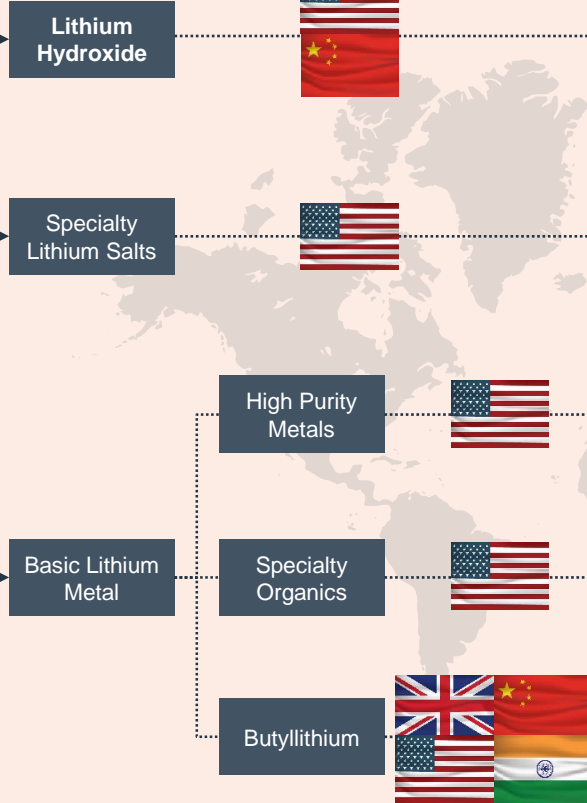 Lithium
Hydroxide
Specialty
Lithium Salts
High Purity
Metals
Basic Lithium
Metal
Specialty
Organics
Butyllithium